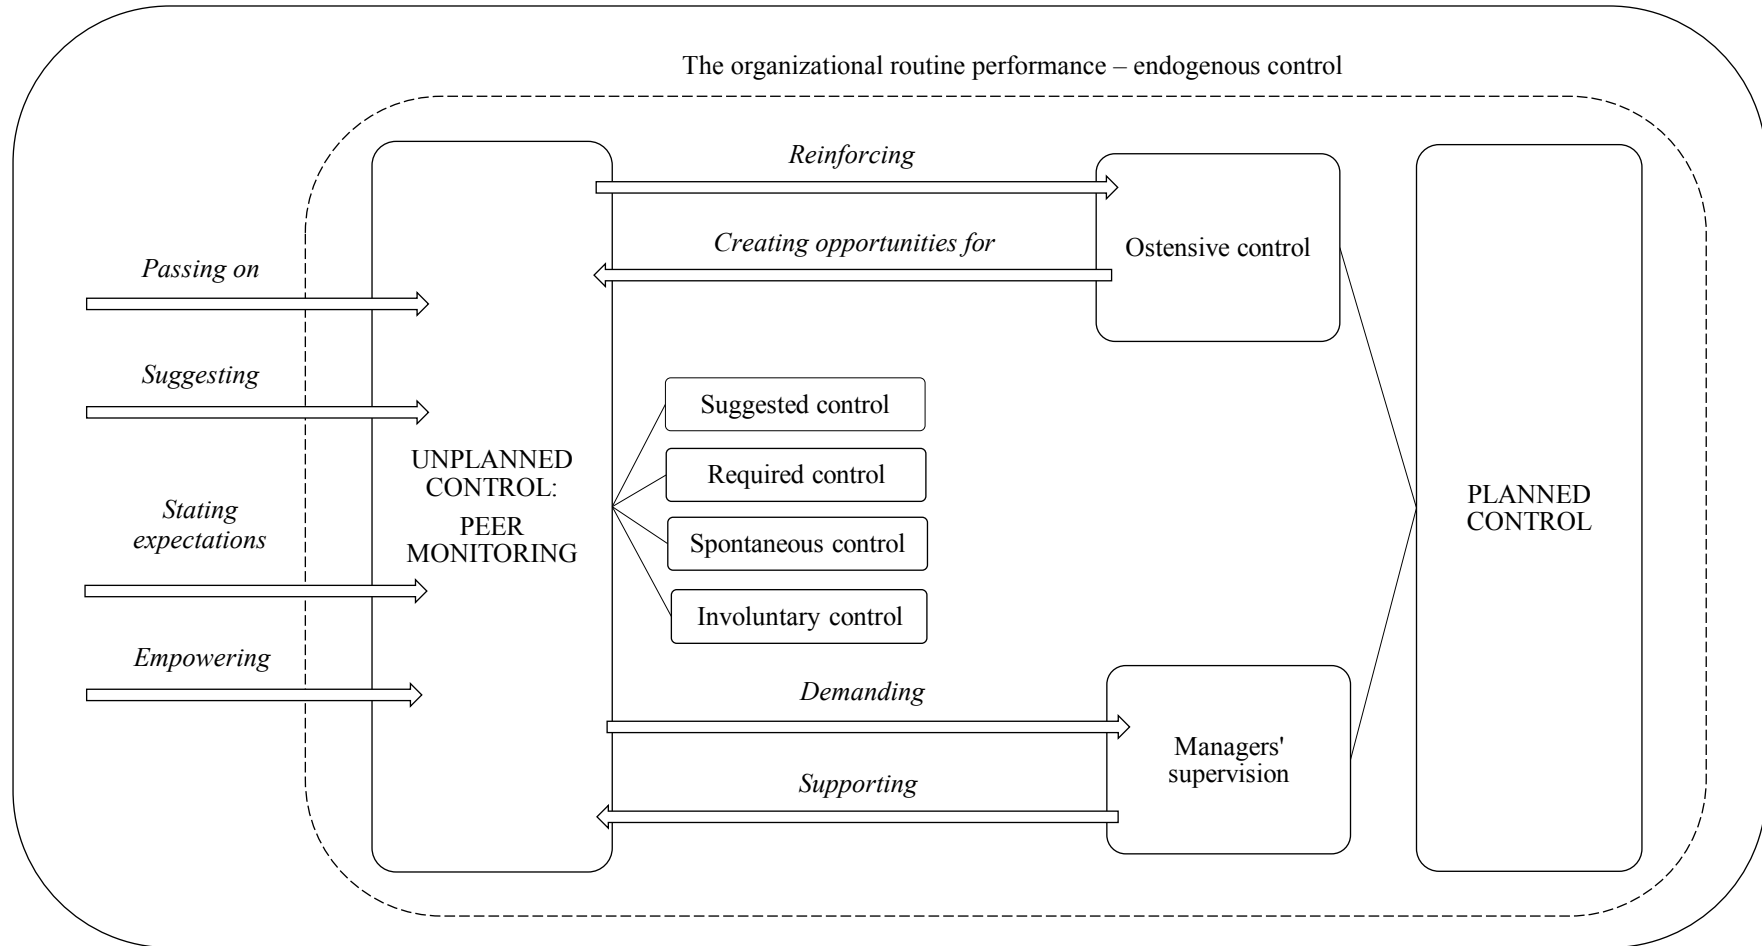 The organizational routine performance – endogenous control
Passing on
Suggesting
Stating
expectations
Empowering
UNPLANNED
CONTROL:
PEER
MONITORING
Reinforcing
Creating opportunities for
Suggested control
Required control
Spontaneous control
Involuntary control
Demanding
Supporting
Ostensive control
Managers'
supervision
PLANNED
CONTROL